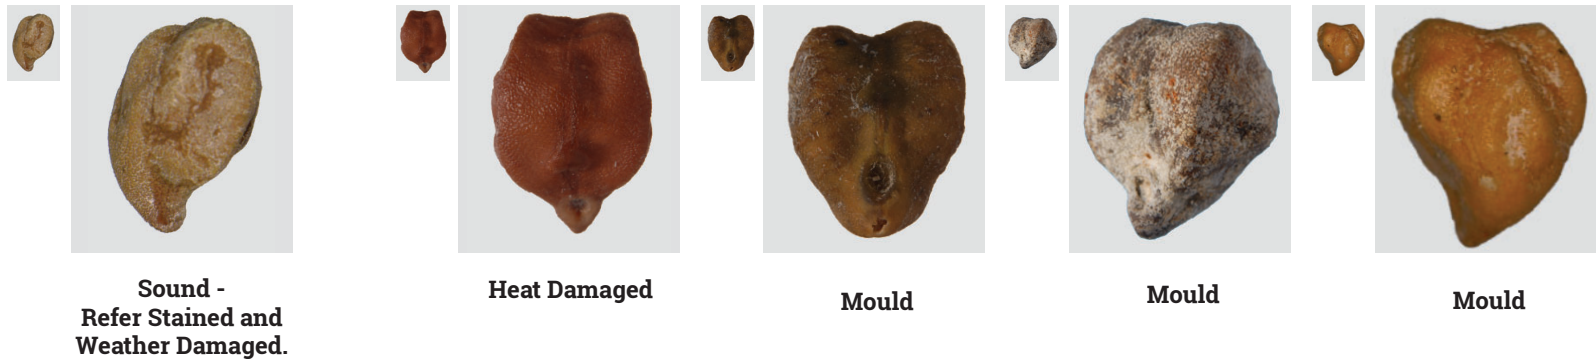 Sound -
Refer Stained and
Weather Damaged.
Heat Damaged
Mould
Mould
Mould